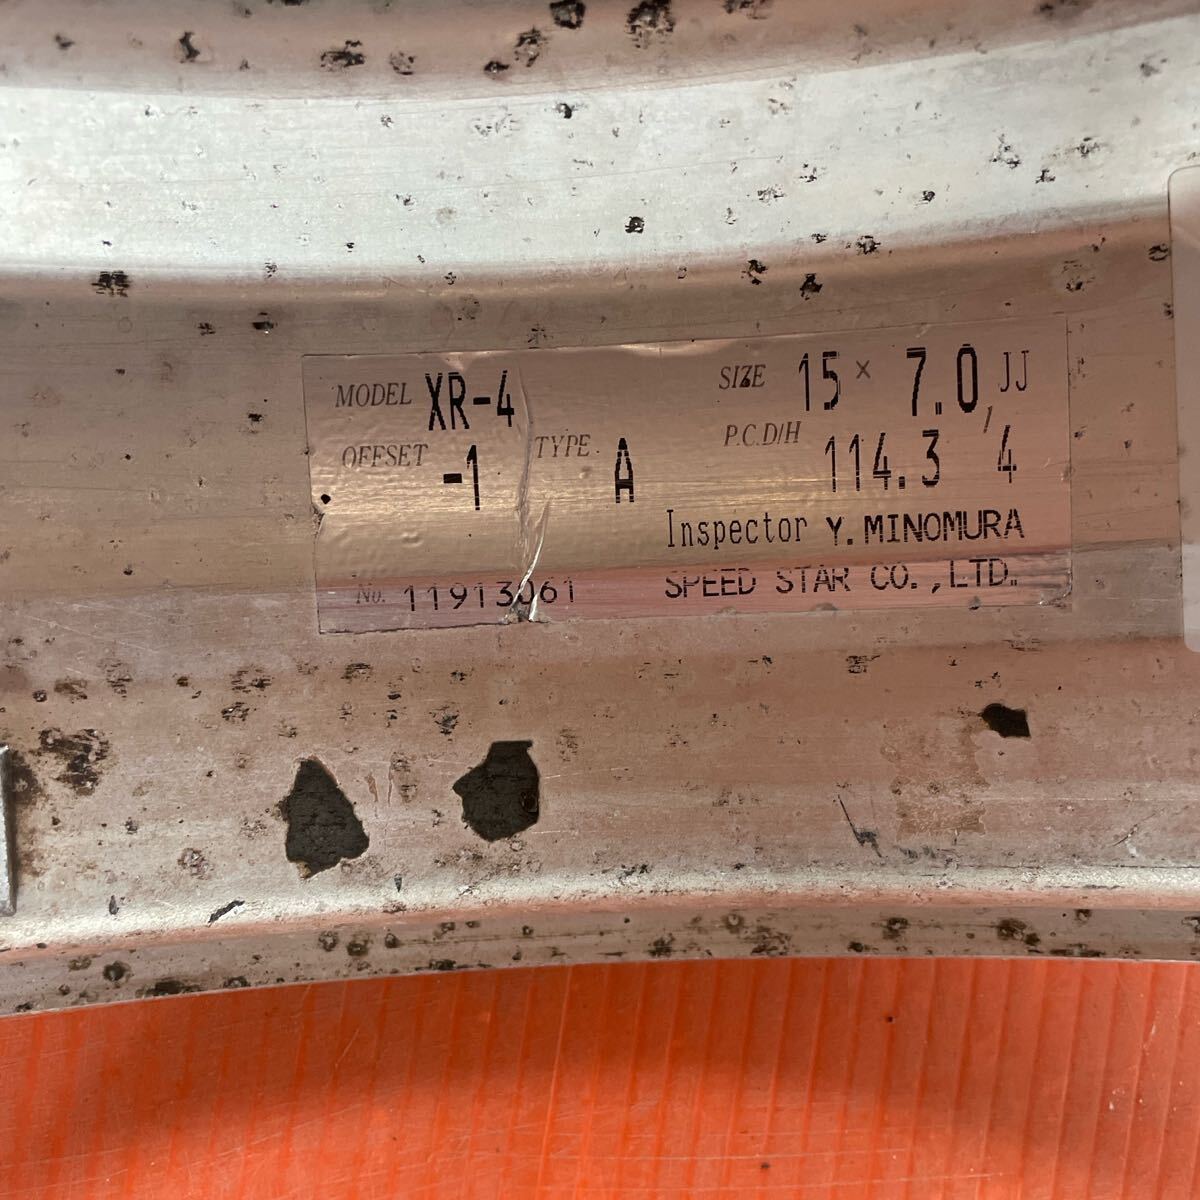 MODEL XR-4 SIZE 15 × 7.0 JJ
OFFSET -1 TYPE A P.C.D/H 114.3 / 4
Inspector Y. MINOMURA
No. 11913061 SPEED STAR CO., LTD.